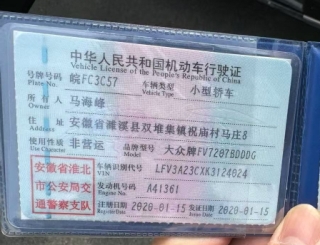 中华人民共和国机动车行驶证
Vehicle License of the People's Republic of China
号牌号码 皖FC3C57 车辆类型 小型轿车
Plate No. Vehicle Type
所有人 马海峰
Owner
住址 安徽省濉溪县双堆集镇祝庙村马庄8
Address
使用性质 非营运 品牌型号 大众牌FV7207BDDDG
Use Character Model
安徽省淮北
市公安局交
通警察支队
车辆识别代号 LFV3A23CXK3124024
VIN
发动机号码 A41361
Engine No.
注册日期 2020-01-15 发证日期 2020-01-15
Register Date Issue Date